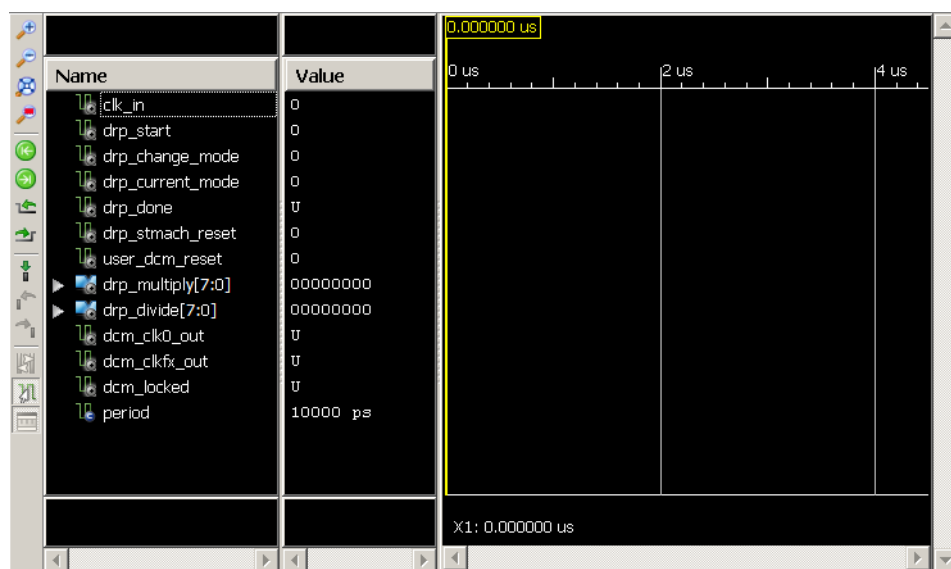 0.000000 us
Name Value 0 us 2 us 4 us
clk_in 0
drp_start 0
drp_change_mode 0
drp_current_mode 0
drp_done U
drp_stmach_reset 0
user_dcm_reset 0
drp_multiply[7:0] 00000000
drp_divide[7:0] 00000000
dcm_clk0_out U
dcm_clkfx_out U
dcm_locked U
period 10000 ps
X1: 0.000000 us